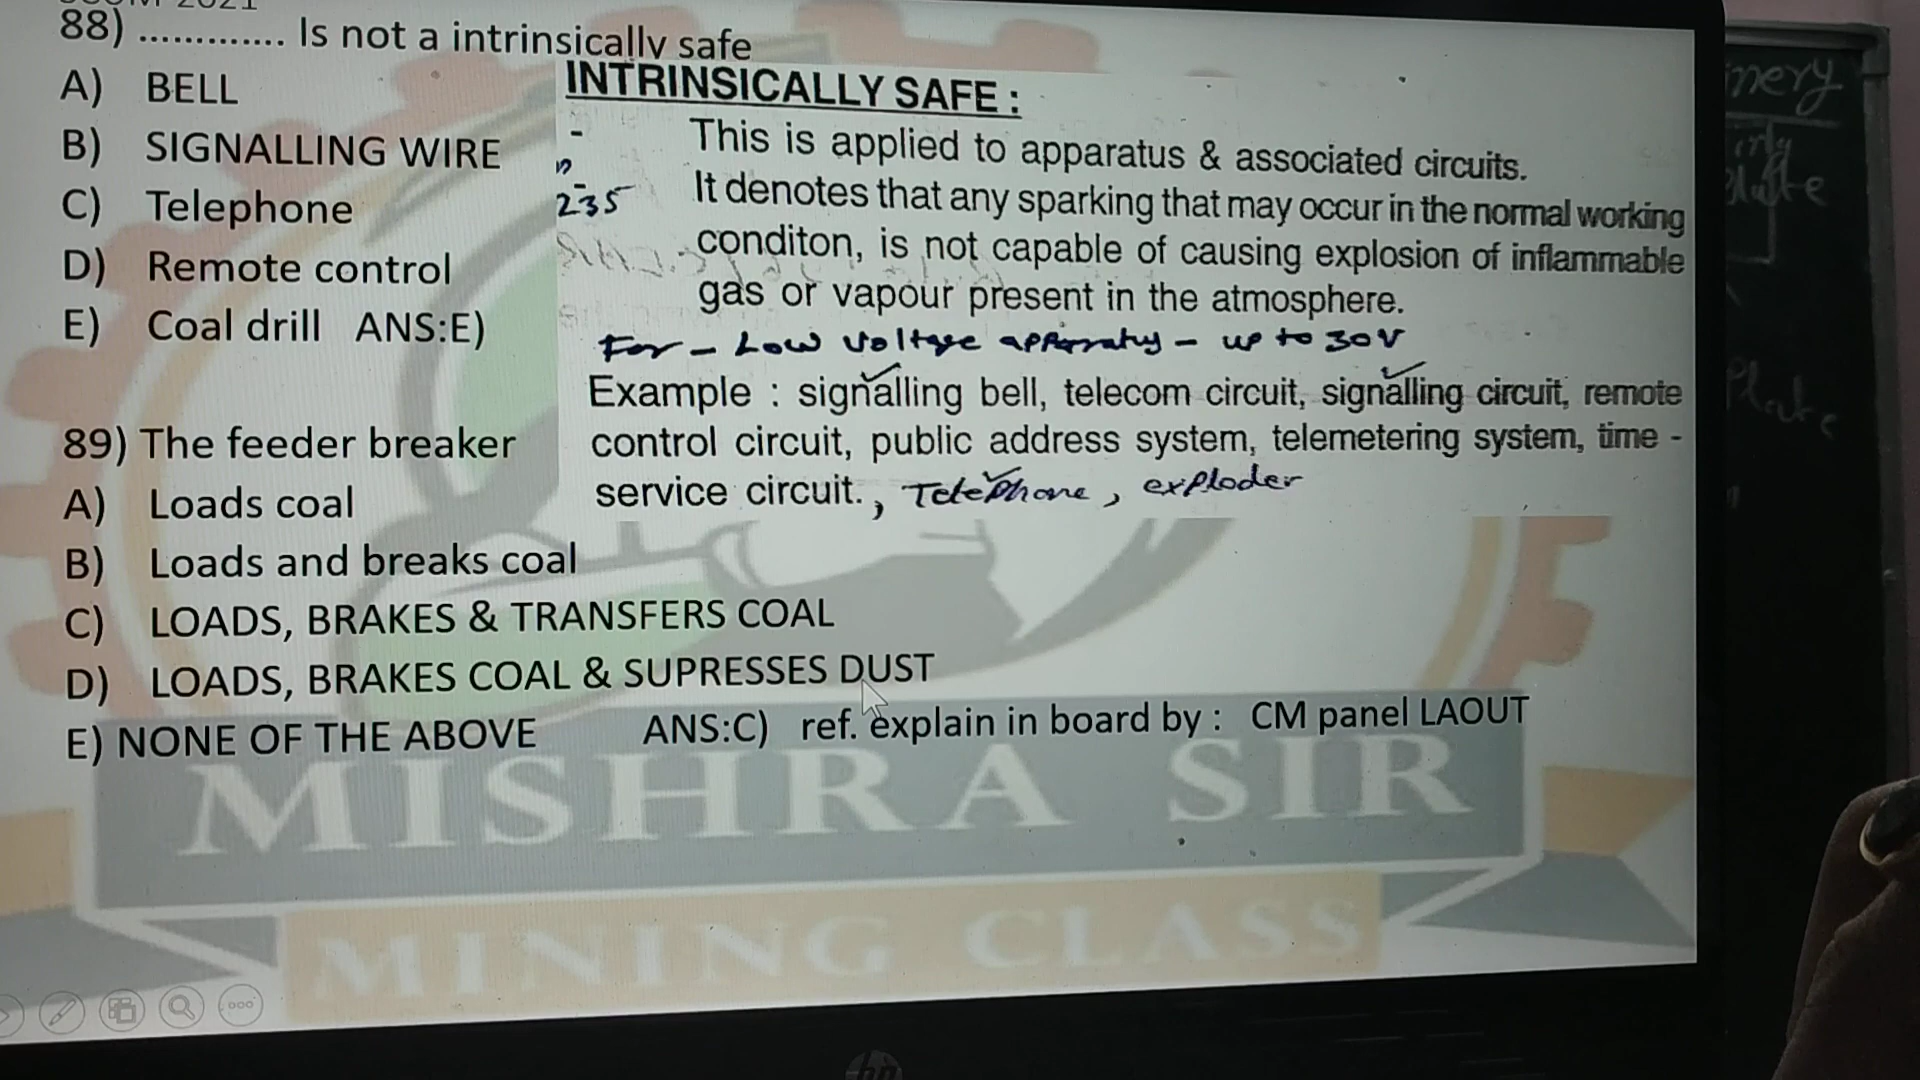 88) ............. Is not a intrinsically safe
A) BELL
B) SIGNALLING WIRE
C) Telephone
D) Remote control
E) Coal drill ANS:E)
INTRINSICALLY SAFE :
235
This is applied to apparatus & associated circuits.
It denotes that any sparking that may occur in the normal working
conditon, is not capable of causing explosion of inflammable
gas or vapour present in the atmosphere.
For - Low voltage apparatus - up to 30V
Example : signalling bell, telecom circuit, signalling circuit, remote
control circuit, public address system, telemetering system, time -
service circuit., Telephone, exploder
89) The feeder breaker
A) Loads coal
B) Loads and breaks coal
C) LOADS, BRAKES & TRANSFERS COAL
D) LOADS, BRAKES COAL & SUPRESSES DUST
E) NONE OF THE ABOVE ANS:C) ref. explain in board by : CM panel LAOUT
MISHRA SIR
MINING CLASS
hp